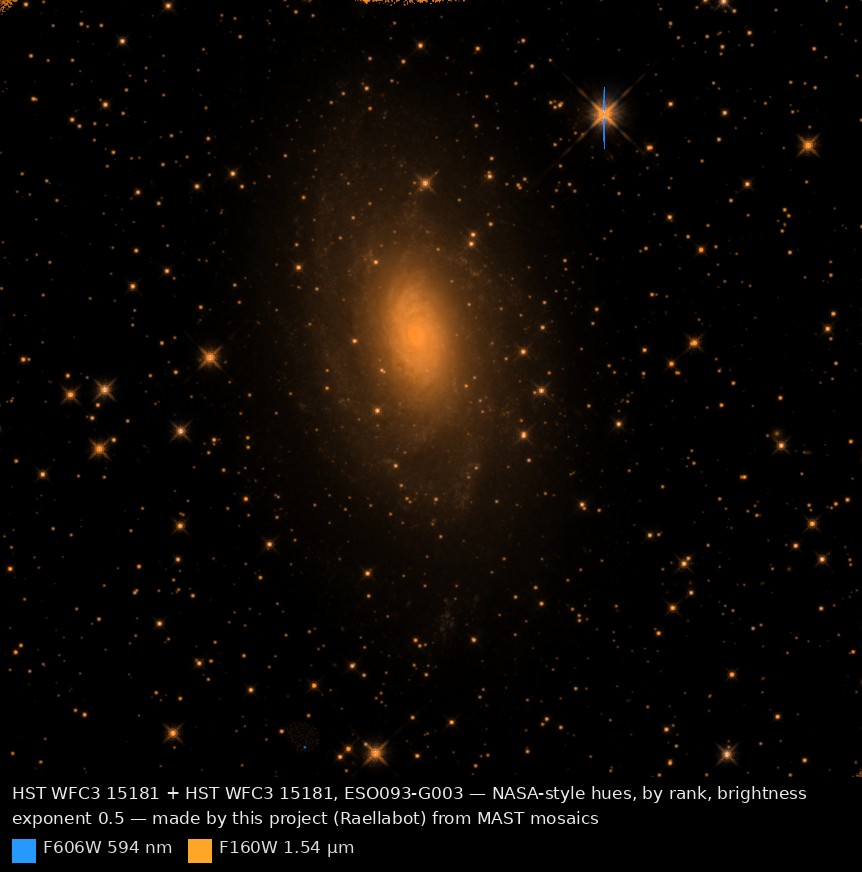 HST WFC3 15181 + HST WFC3 15181, ESO093-G003 — NASA-style hues, by rank, brightness
exponent 0.5 — made by this project (Raellabot) from MAST mosaics
F606W 594 nm F160W 1.54 µm